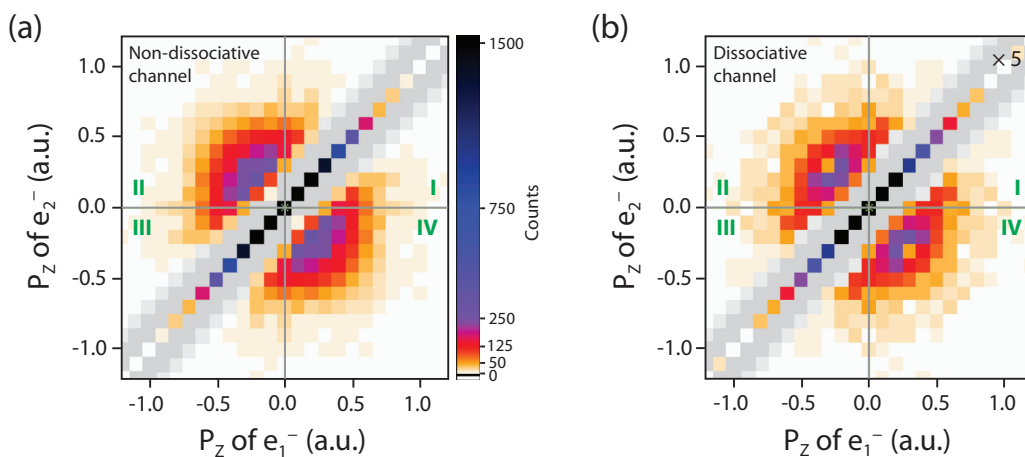 (a)
Non-dissociative
channel
1.0
0.5
0.0
-0.5
-1.0
II
I
III
IV
P_Z of e_2^- (a.u.)
-1.0
-0.5
0.0
0.5
1.0
P_Z of e_1^- (a.u.)
1500
750
250
125
50
0
Counts
(b)
Dissociative
channel
× 5
1.0
0.5
0.0
-0.5
-1.0
II
I
III
IV
P_Z of e_2^- (a.u.)
-1.0
-0.5
0.0
0.5
1.0
P_Z of e_1^- (a.u.)